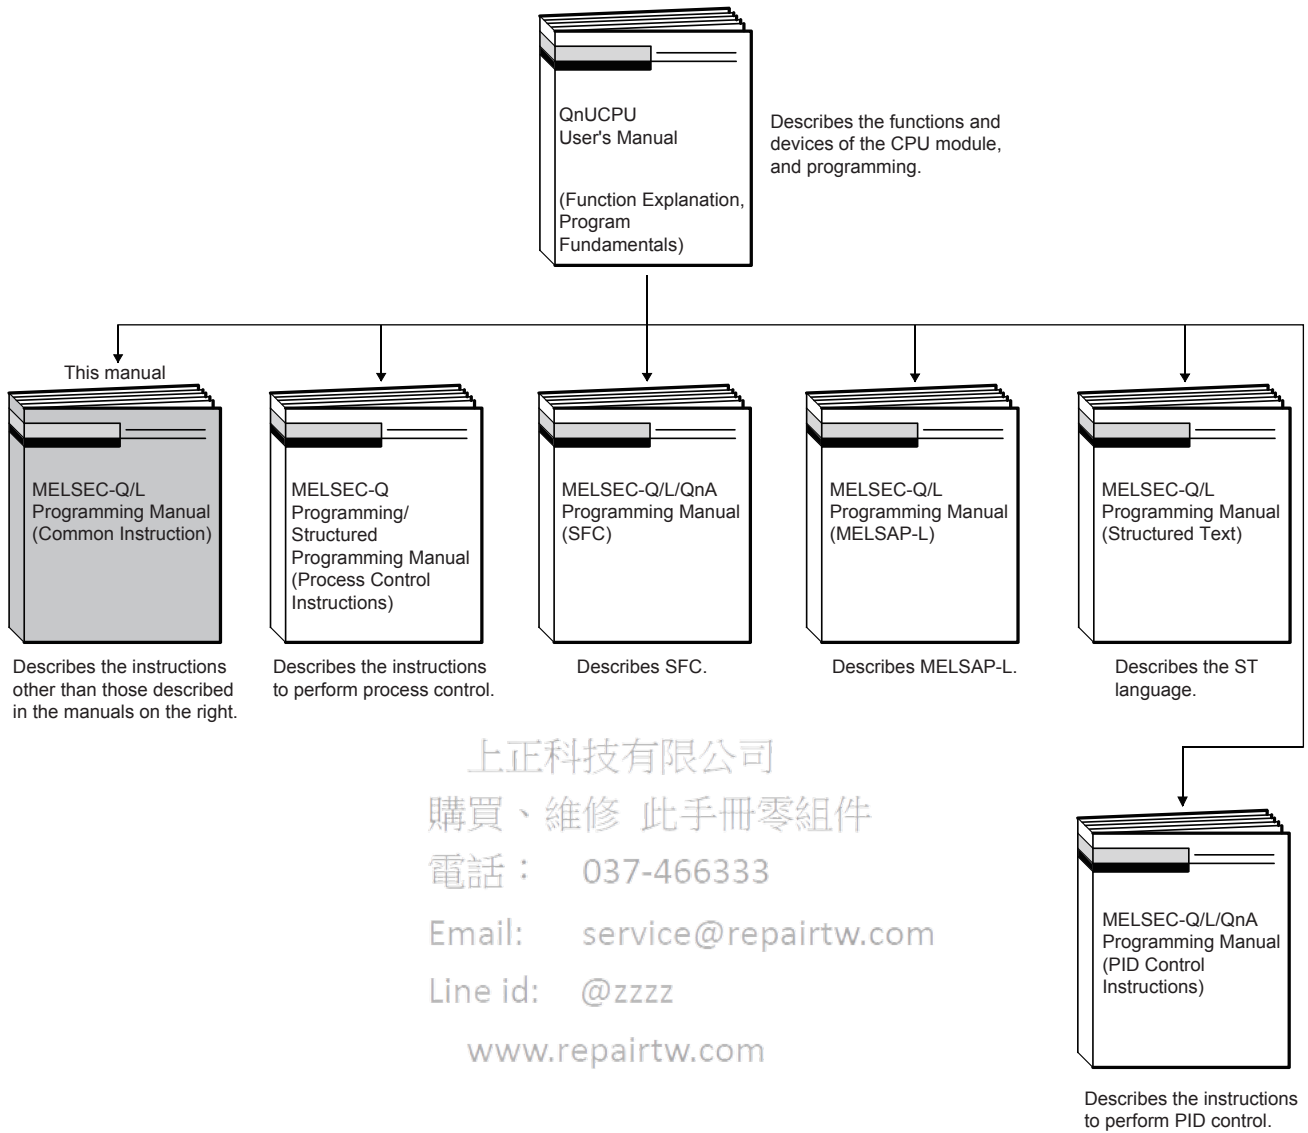 QnUCPU
User's Manual
(Function Explanation,
Program
Fundamentals)
Describes the functions and
devices of the CPU module,
and programming.
This manual
MELSEC-Q/L
Programming Manual
(Common Instruction)
Describes the instructions
other than those described
in the manuals on the right.
MELSEC-Q
Programming/
Structured
Programming Manual
(Process Control
Instructions)
Describes the instructions
to perform process control.
MELSEC-Q/L/QnA
Programming Manual
(SFC)
Describes SFC.
MELSEC-Q/L
Programming Manual
(MELSAP-L)
Describes MELSAP-L.
MELSEC-Q/L
Programming Manual
(Structured Text)
Describes the ST
language.
上正科技有限公司
購買、維修 此手冊零組件
電話： 037-466333
Email: service@repairtw.com
Line id: @zzzz
www.repairtw.com
MELSEC-Q/L/QnA
Programming Manual
(PID Control
Instructions)
Describes the instructions
to perform PID control.